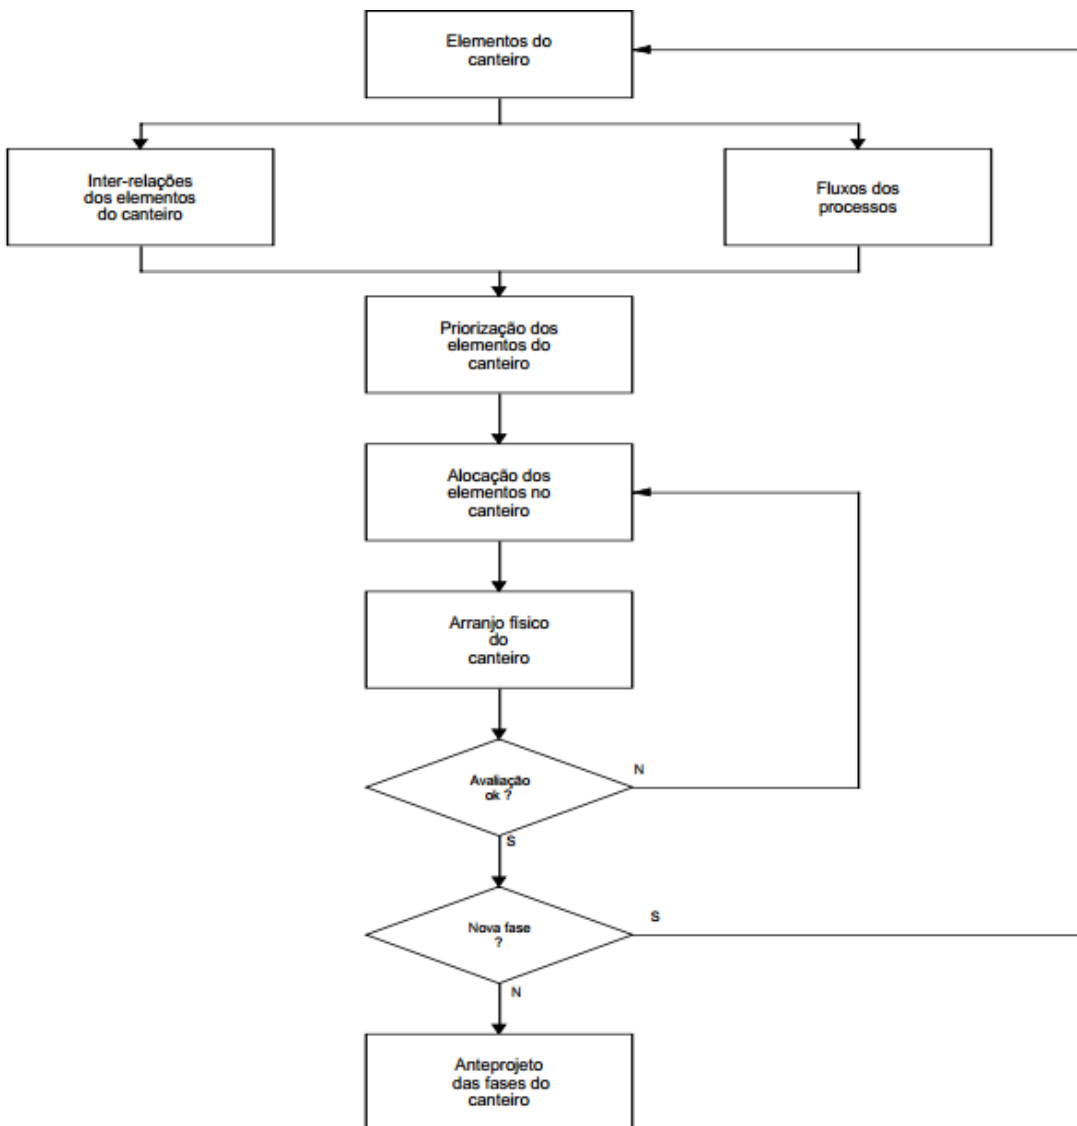 Elementos do
canteiro
Inter-relações
dos elementos
do canteiro
Fluxos dos
processos
Priorização dos
elementos do
canteiro
Alocação dos
elementos no
canteiro
Arranjo físico
do
canteiro
Avaliação
ok ?
N
S
Nova fase
?
S
N
Anteprojeto
das fases do
canteiro